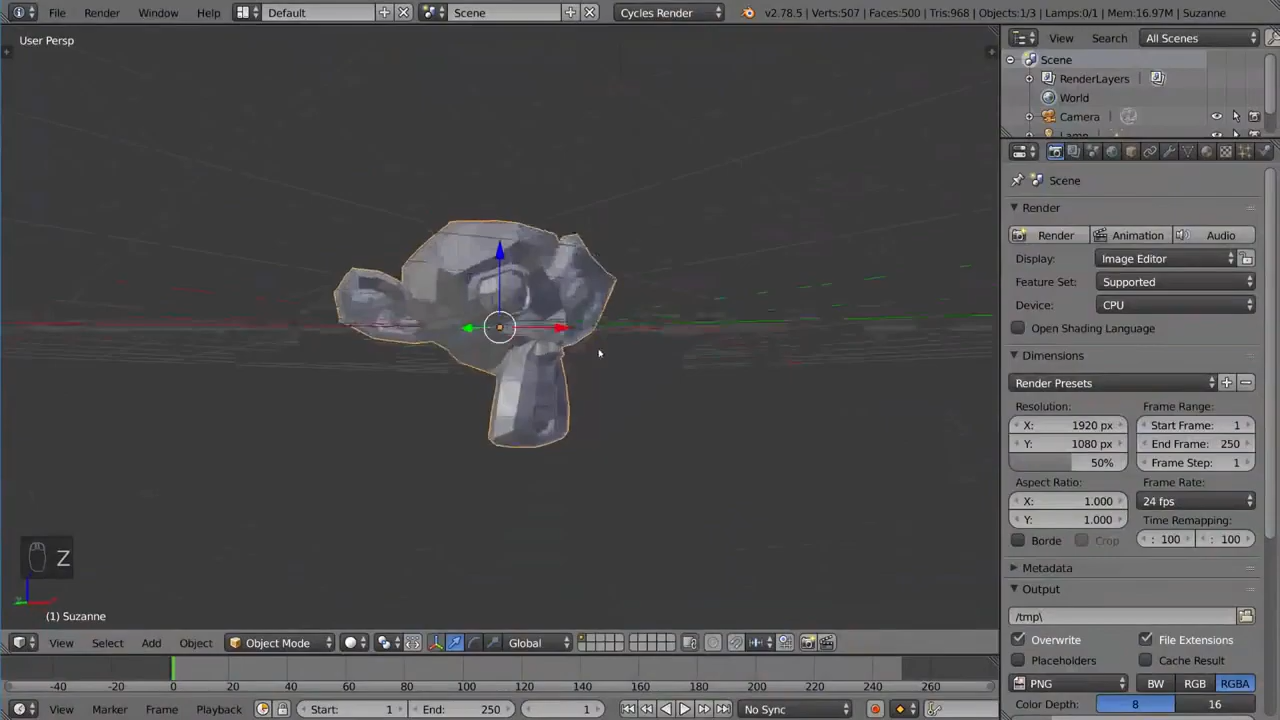 File Render Window Help Default Scene Cycles Render v2.78.5 | Verts:507 | Faces:500 | Tris:968 | Objects:1/3 | Lamps:0/1 | Mem:16.97M | Suzanne
User Persp
View Search All Scenes
Scene
RenderLayers
World
Camera
Lamp
Scene
Render
Render Animation Audio
Display: Image Editor
Feature Set: Supported
Device: CPU
Open Shading Language
Dimensions
Render Presets
Resolution: Frame Range:
X: 1920 px Start Frame: 1
Y: 1080 px End Frame: 250
50% Frame Step: 1
Aspect Ratio: Frame Rate:
X: 1.000 24 fps
Y: 1.000 Time Remapping:
Borde Crop : 100 : 100
Metadata
Output
/tmp\
Overwrite File Extensions
Placeholders Cache Result
PNG BW RGB RGBA
Color Depth: 8 16
Z
(1) Suzanne
View Select Add Object Object Mode Global
-40 -20 0 20 40 60 80 100 120 140 160 180 200 220 240 260
View Marker Frame Playback Start: 1 End: 250 1 No Sync